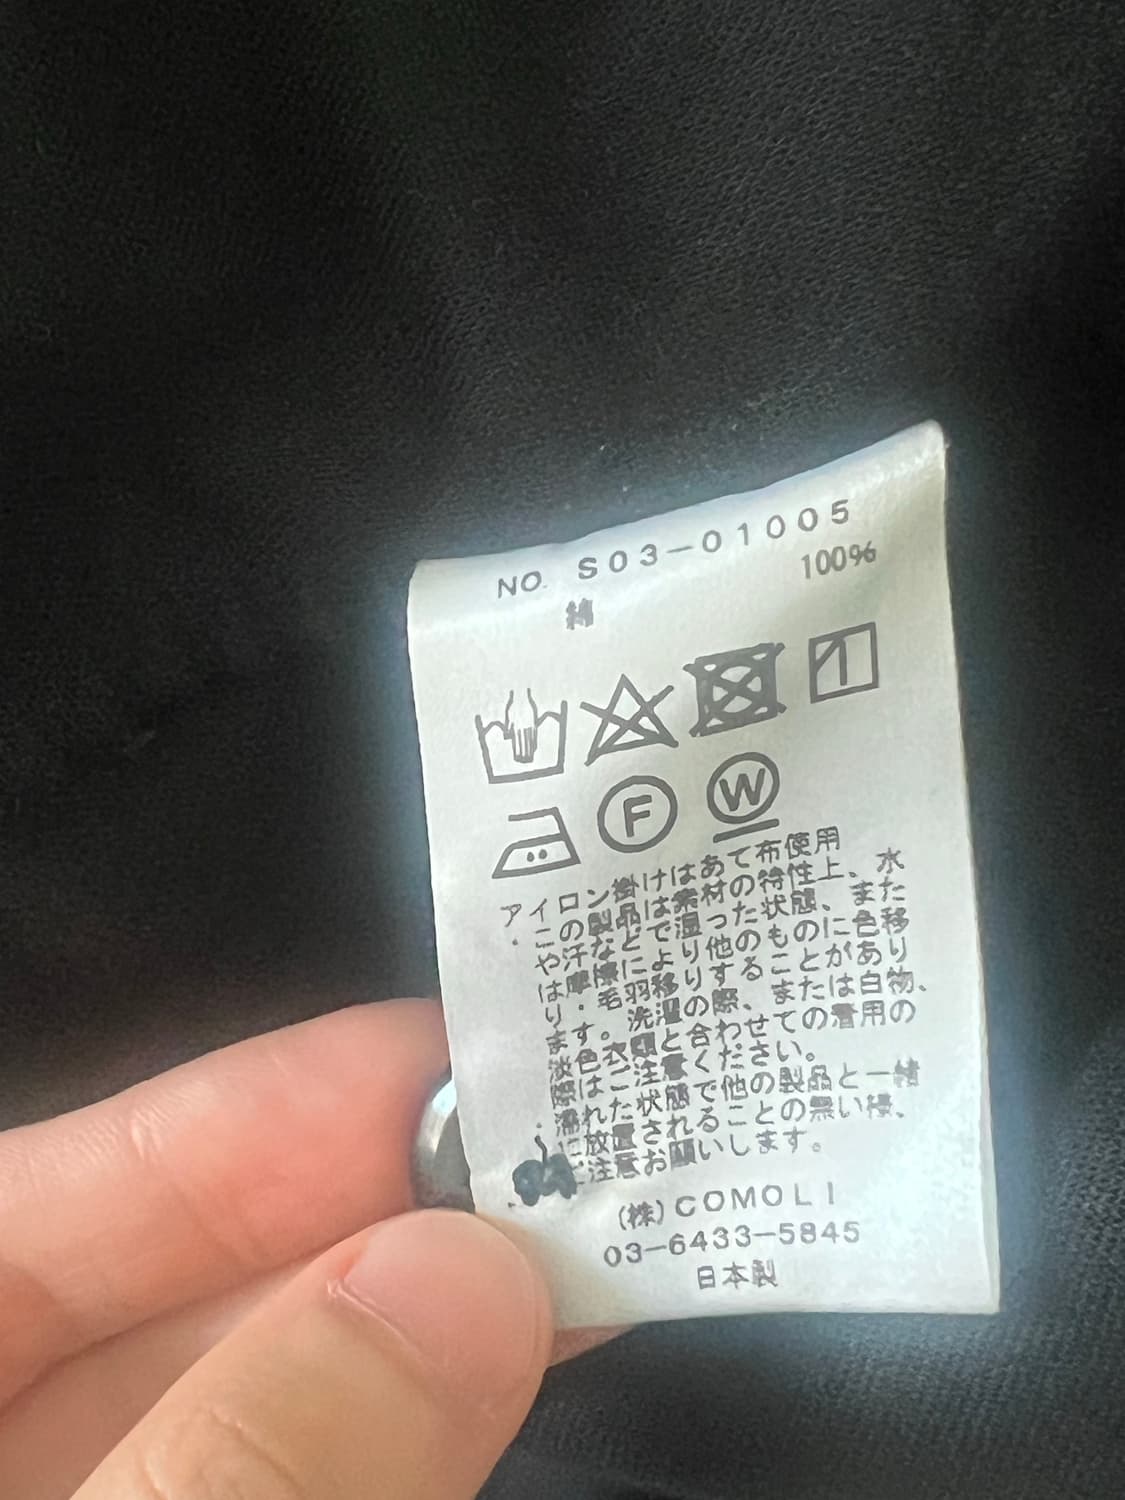 NO. S03-01005
綿 100%
F W
アイロン掛けはあて布使用
・この製品は素材の特性上、水
や汗などで湿った状態、また
は摩擦により他のものに色移
ります。毛羽移りすることがあり
ます。洗濯の際、または白物、
淡色衣類と合わせての着用の
際はご注意ください。
・濡れた状態で他の製品と一緒
に放置されることの無い様、
ご注意お願いします。
(株)COMOLI
03-6433-5845
日本製